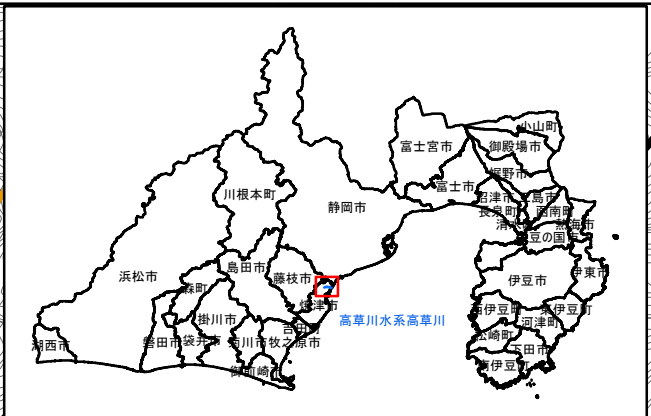 小山町
富士宮市
御殿場市
裾野市
富士市
川根本町
静岡市
沼津市
三島市
長泉町
函南町
清水町
熱海市
伊豆の国市
浜松市
島田市
藤枝市
伊豆市
伊東市
森町
焼津市
西伊豆町
東伊豆町
掛川市
吉田町
高草川水系高草川
河津町
湖西市
磐田市
袋井市
菊川市
牧之原市
松崎町
下田市
御前崎市
南伊豆町